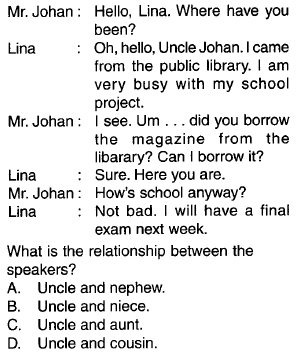 Mr. Johan : Hello, Lina. Where have you
been?
Lina : Oh, hello, Uncle Johan. I came
from the public library. I am
very busy with my school
project.
Mr. Johan : I see. Um . . . did you borrow
the magazine from the
libarary? Can I borrow it?
Lina : Sure. Here you are.
Mr. Johan : How's school anyway?
Lina : Not bad. I will have a final
exam next week.
What is the relationship between the
speakers?
A. Uncle and nephew.
B. Uncle and niece.
C. Uncle and aunt.
D. Uncle and cousin.